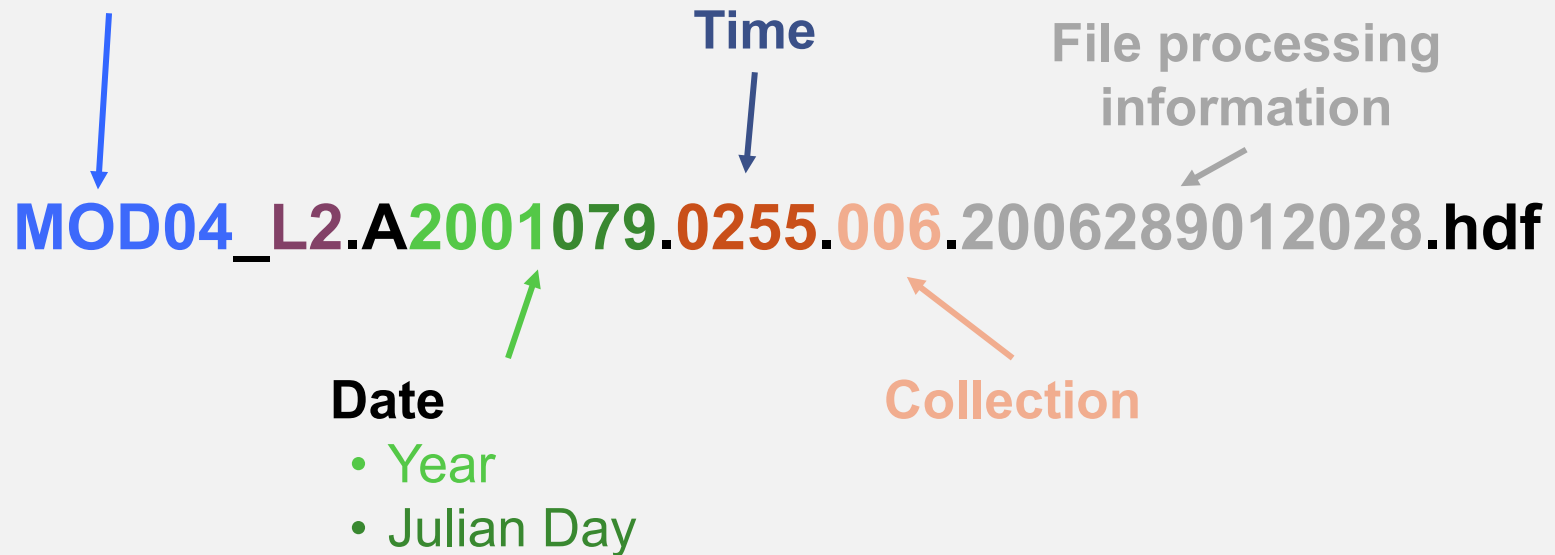 Time
File processing
information
MOD04_L2.A2001079.0255.006.2006289012028.hdf
Date
• Year
• Julian Day
Collection